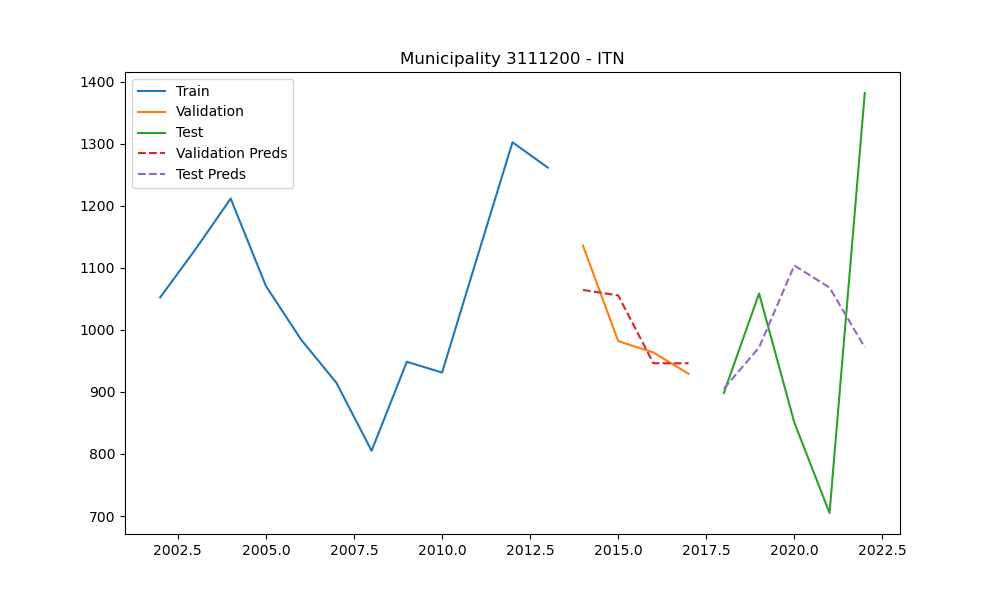 Municipality 3111200 - ITN
Train
Validation
Test
Validation Preds
Test Preds
1400
1300
1200
1100
1000
900
800
700
2002.5 2005.0 2007.5 2010.0 2012.5 2015.0 2017.5 2020.0 2022.5